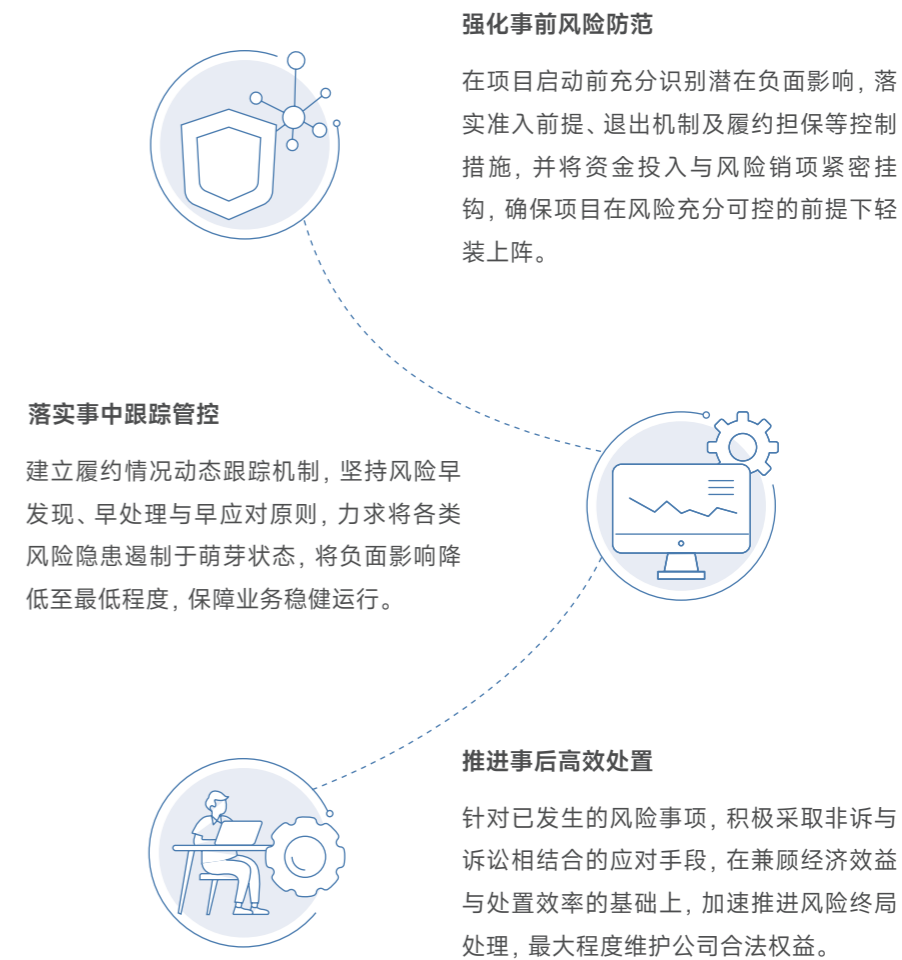 强化事前风险防范
在项目启动前充分识别潜在负面影响，落
实准入前提、退出机制及履约担保等控制
措施，并将资金投入与风险销项紧密挂
钩，确保项目在风险充分可控的前提下轻
装上阵。
落实事中跟踪管控
建立履约情况动态跟踪机制，坚持风险早
发现、早处理与早应对原则，力求将各类
风险隐患遏制于萌芽状态，将负面影响降
低至最低程度，保障业务稳健运行。
推进事后高效处置
针对已发生的风险事项，积极采取非诉与
诉讼相结合的应对手段，在兼顾经济效益
与处置效率的基础上，加速推进风险终局
处理，最大程度维护公司合法权益。